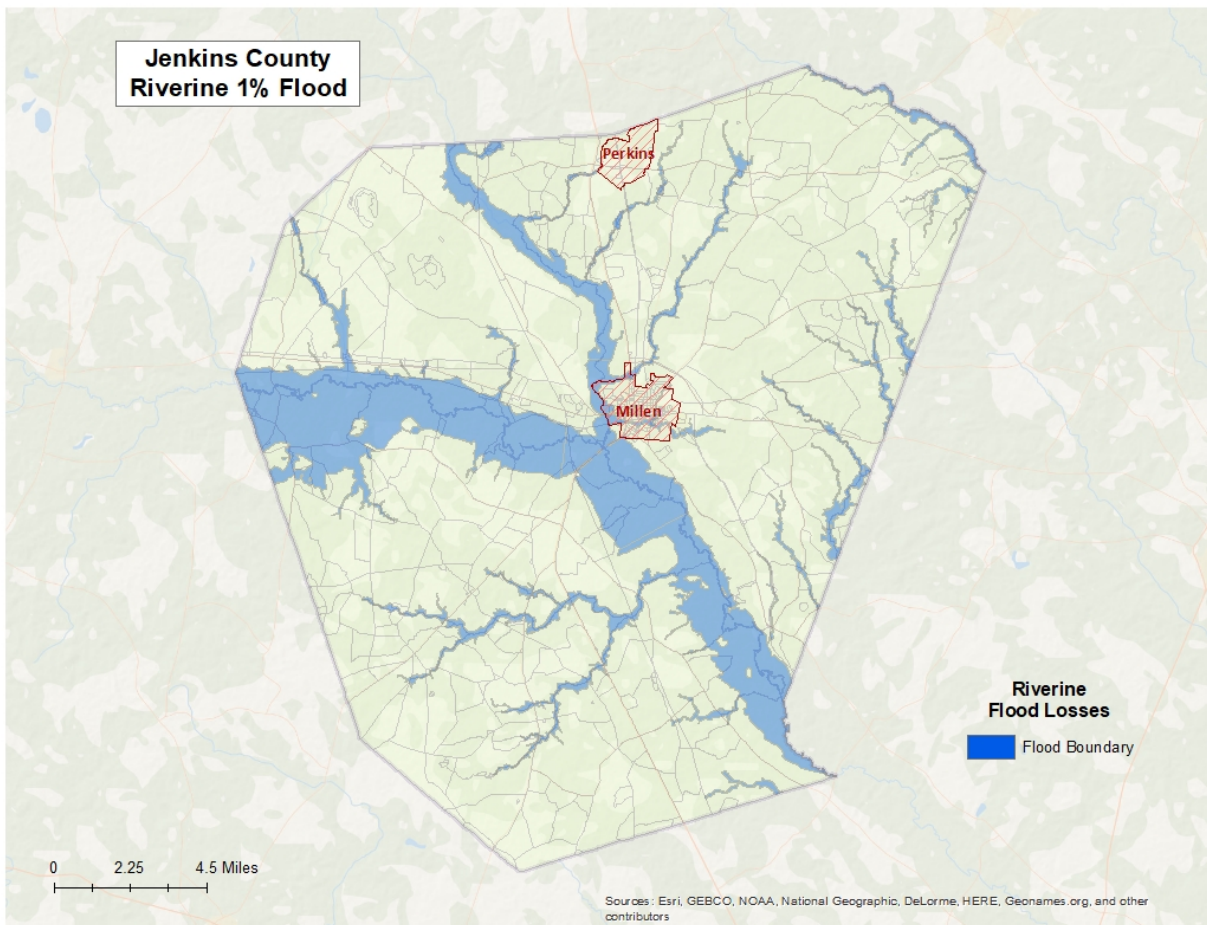 Jenkins County
Riverine 1% Flood
Perkins
Millen
Riverine
Flood Losses
Flood Boundary
0 2.25 4.5 Miles
Sources: Esri, GEBCO, NOAA, National Geographic, DeLorme, HERE, Geonames.org, and other
contributors